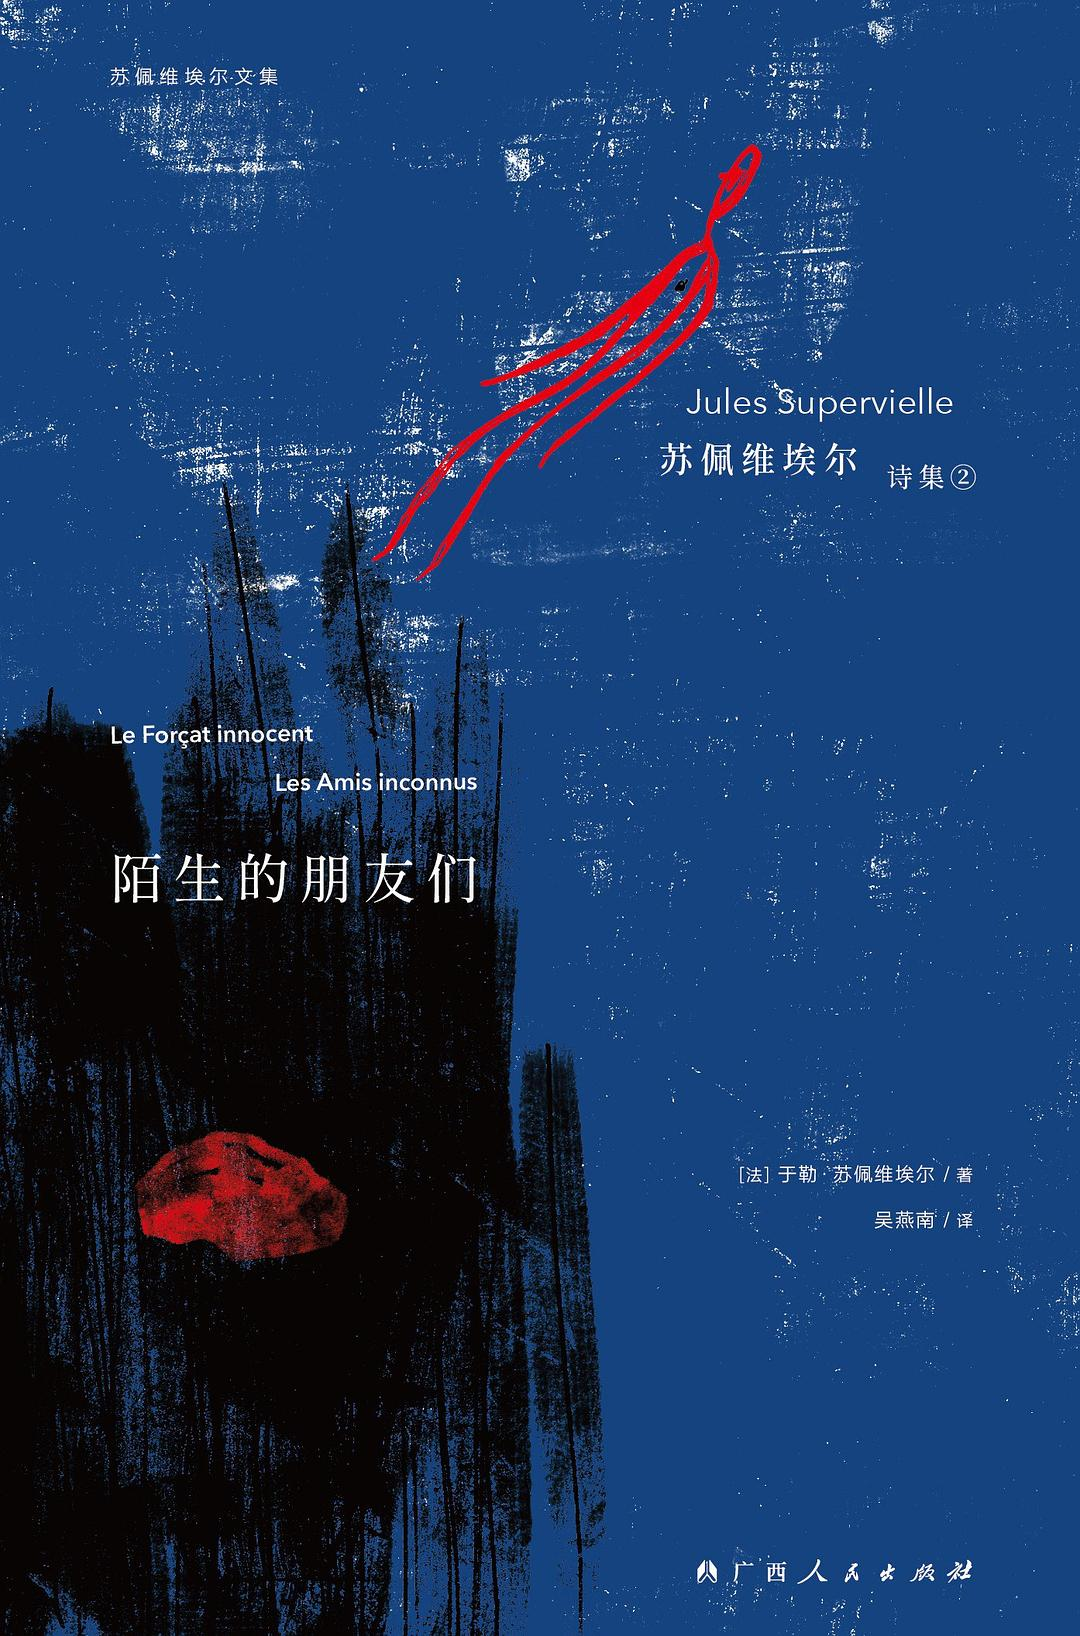 苏佩维埃尔文集
Jules Supervielle
苏佩维埃尔 诗集②
Le Forçat innocent
Les Amis inconnus
陌生的朋友们
[法] 于勒·苏佩维埃尔 / 著
吴燕南 / 译
广西人民出版社